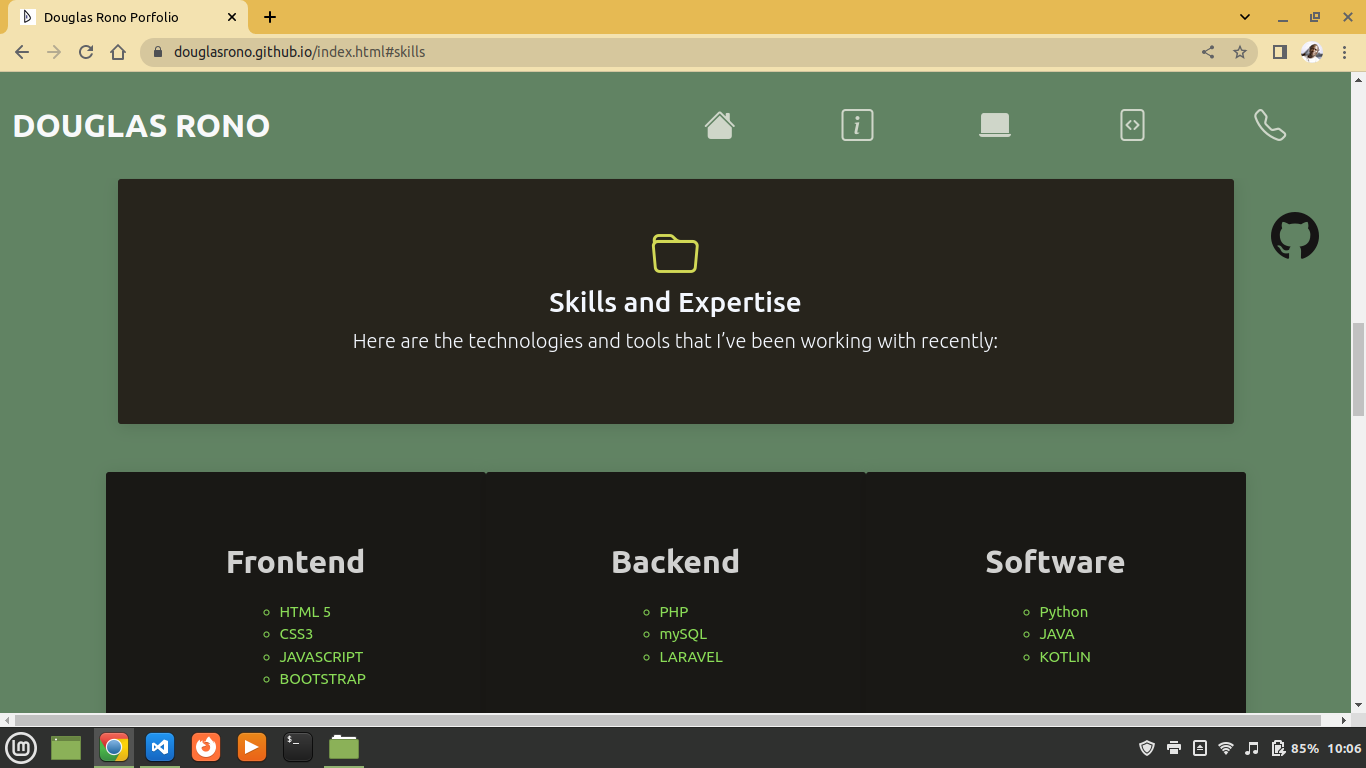 Douglas Rono Porfolio
douglasrono.github.io/index.html#skills
DOUGLAS RONO
Skills and Expertise
Here are the technologies and tools that I’ve been working with recently:
Frontend
HTML 5
CSS3
JAVASCRIPT
BOOTSTRAP
Backend
PHP
mySQL
LARAVEL
Software
Python
JAVA
KOTLIN
85% 10:06